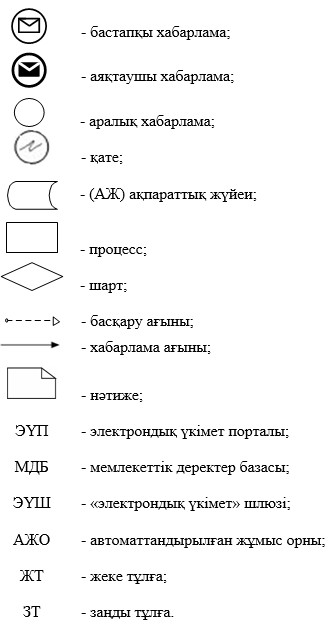 - бастапқы хабарлама;
- аяқтаушы хабарлама;
- аралық хабарлама;
- қате;
- (АЖ) ақпараттық жүйеи;
- процесс;
- шарт;
- басқару ағыны;
- хабарлама ағыны;
- нәтиже;
ЭҮП - электрондық үкімет порталы;
МДБ - мемлекеттік деректер базасы;
ЭҮШ - «электрондық үкімет» шлюзі;
АЖО - автоматтандырылған жұмыс орны;
ЖТ - жеке тұлға;
ЗТ - заңды тұлға.